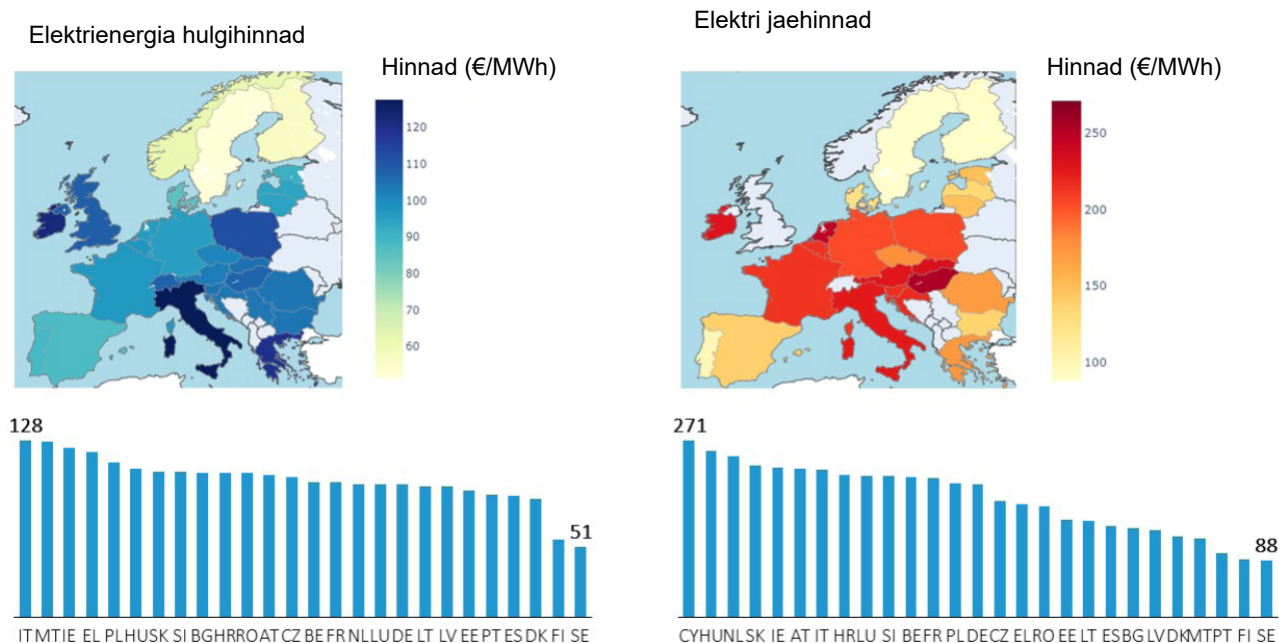 Elektrienergia hulgihinnad
Hinnad (€/MWh)
120
110
100
90
80
70
60
128
51
IT MT IE EL PL HU SK SI BG HR RO AT CZ BE FR NL LU DE LT LV EE PT ES DK FI SE
Elektri jaehinnad
Hinnad (€/MWh)
250
200
150
100
271
88
CY HU NL SK IE AT IT HR LU SI BE FR PL DE CZ EL RO EE LT ES BG LV DK MT PT FI SE